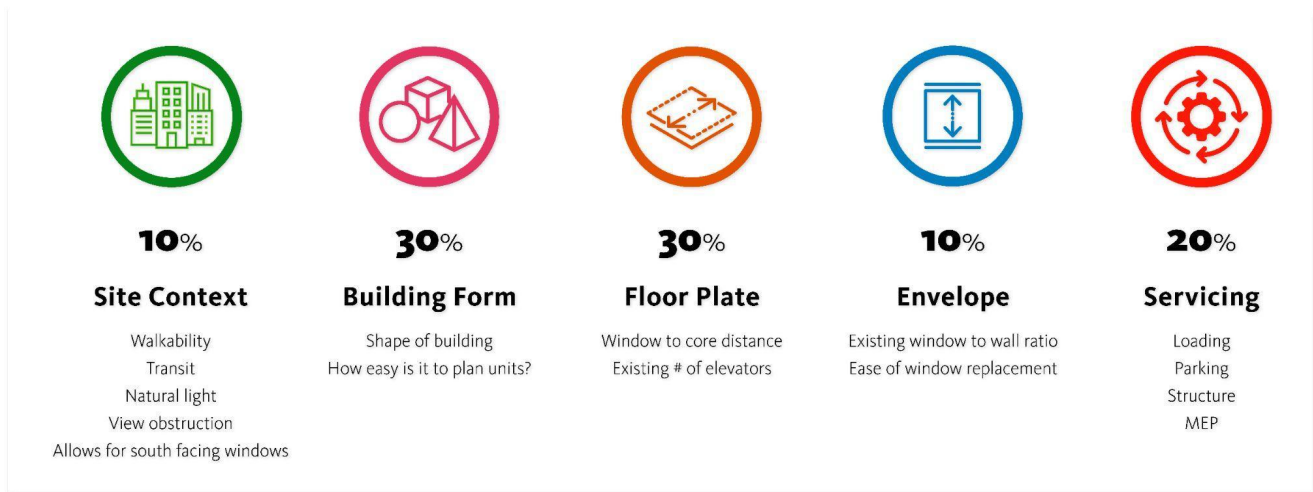 10%
Site Context
Walkability
Transit
Natural light
View obstruction
Allows for south facing windows
30%
Building Form
Shape of building
How easy is it to plan units?
30%
Floor Plate
Window to core distance
Existing # of elevators
10%
Envelope
Existing window to wall ratio
Ease of window replacement
20%
Servicing
Loading
Parking
Structure
MEP